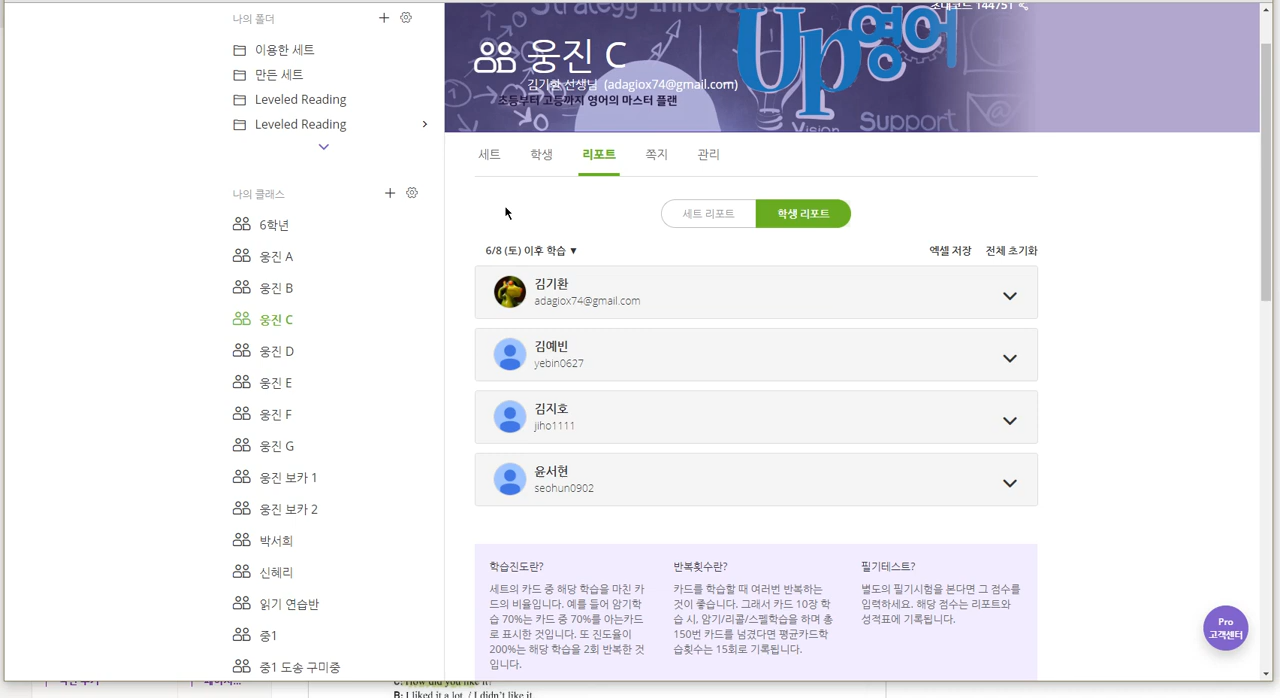 나의 폴더
이용한 세트
만든 세트
Leveled Reading
Leveled Reading
나의 클래스
6학년
웅진 A
웅진 B
웅진 C
웅진 D
웅진 E
웅진 F
웅진 G
웅진 보카 1
웅진 보카 2
박서희
신혜리
읽기 연습반
중1
중1 도송 구미중
Strategy Innovation
초대코드 144751
웅진 C
김기환 선생님 (adagiox74@gmail.com)
초등부터 고등까지 영어의 마스터 플랜
Up영어
Vision
Support
세트 학생 리포트 쪽지 관리
세트 리포트 학생 리포트
6/8 (토) 이후 학습 ▼ 엑셀 저장 전체 초기화
김기환
adagiox74@gmail.com
김예빈
yebin0627
김지호
jiho1111
윤서현
seohun0902
학습진도란?
세트의 카드 중 해당 학습을 마친 카
드의 비율입니다. 예를 들어 암기학
습 70%는 카드 중 70%를 아는카드
로 표시한 것입니다. 또 진도율이
200%는 해당 학습을 2회 반복한 것
입니다.
반복횟수란?
카드를 학습할 때 여러번 반복하는
것이 좋습니다. 그래서 카드 10장 학
습 시, 암기/리콜/스펠학습을 하며 총
150번 카드를 넘겼다면 평균카드학
습횟수는 15회로 기록됩니다.
필기테스트?
별도의 필기시험을 본다면 그 점수를
입력하세요. 해당 점수는 리포트와
성적표에 기록됩니다.
Pro
고객센터
C: How did you like it?
B: I liked it a lot. / I didn't like it